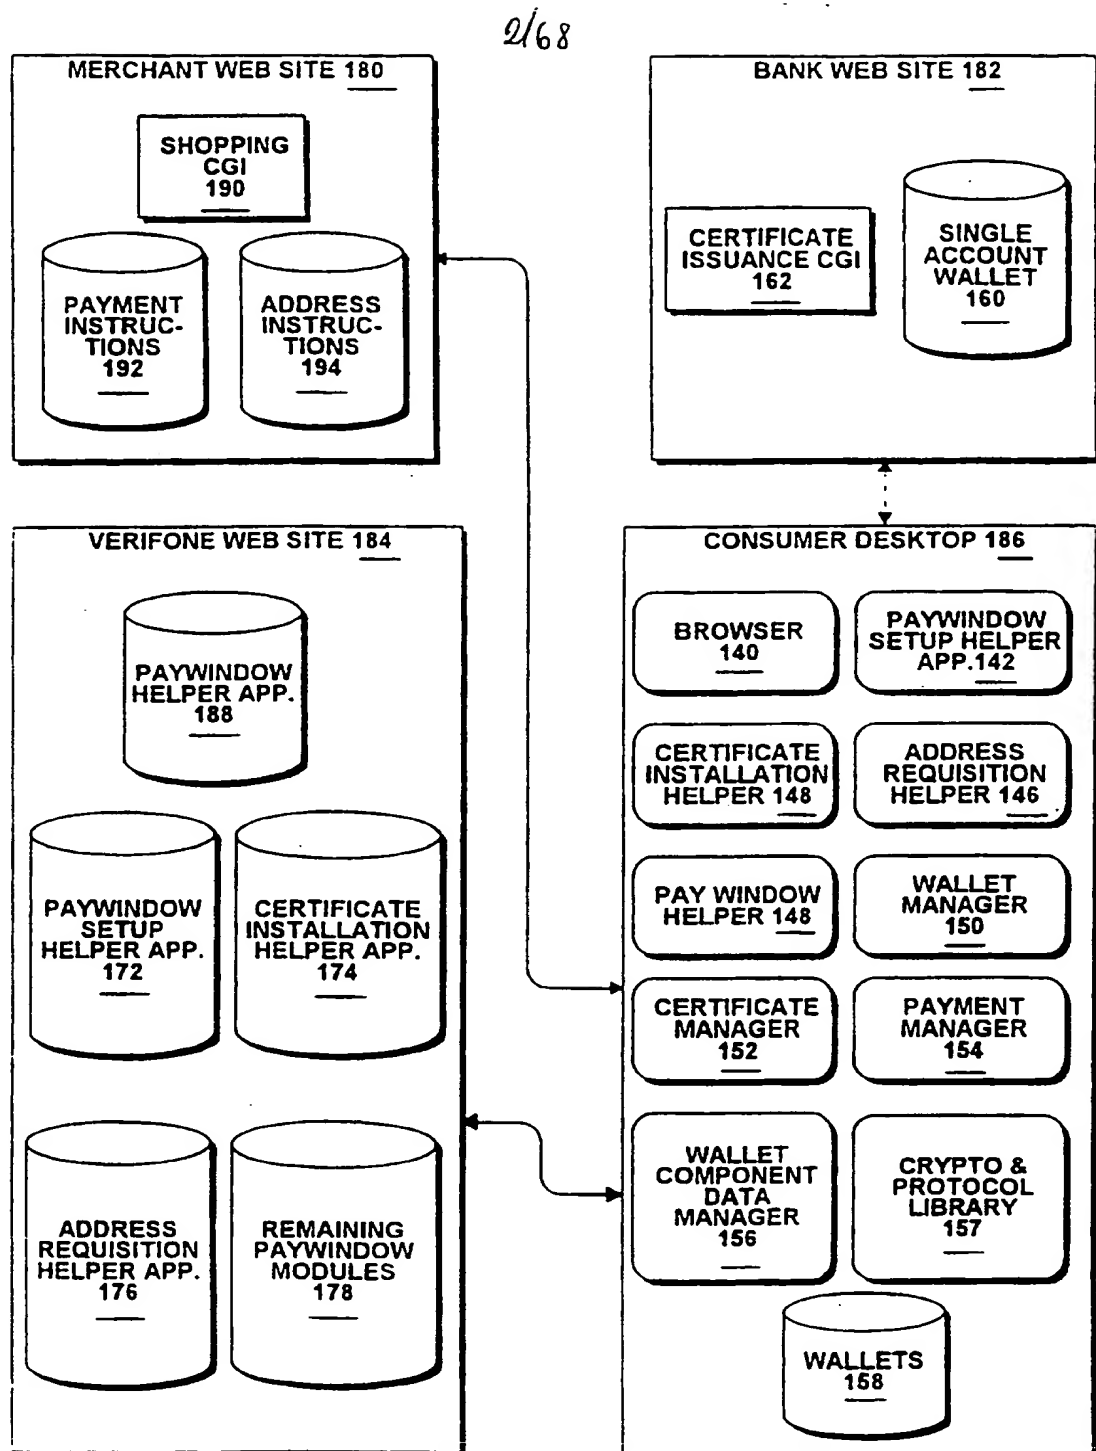 2/68
MERCHANT WEB SITE 180
SHOPPING
CGI
190
PAYMENT
INSTRUC-
TIONS
192
ADDRESS
INSTRUC-
TIONS
194
BANK WEB SITE 182
CERTIFICATE
ISSUANCE CGI
162
SINGLE
ACCOUNT
WALLET
160
VERIFONE WEB SITE 184
PAYWINDOW
HELPER APP.
188
PAYWINDOW
SETUP
HELPER APP.
172
CERTIFICATE
INSTALLATION
HELPER APP.
174
ADDRESS
REQUISITION
HELPER APP.
176
REMAINING
PAYWINDOW
MODULES
178
CONSUMER DESKTOP 186
BROWSER
140
PAYWINDOW
SETUP HELPER
APP.142
CERTIFICATE
INSTALLATION
HELPER 148
ADDRESS
REQUISITION
HELPER 146
PAY WINDOW
HELPER 148
WALLET
MANAGER
150
CERTIFICATE
MANAGER
152
PAYMENT
MANAGER
154
WALLET
COMPONENT
DATA
MANAGER
156
CRYPTO &
PROTOCOL
LIBRARY
157
WALLETS
158